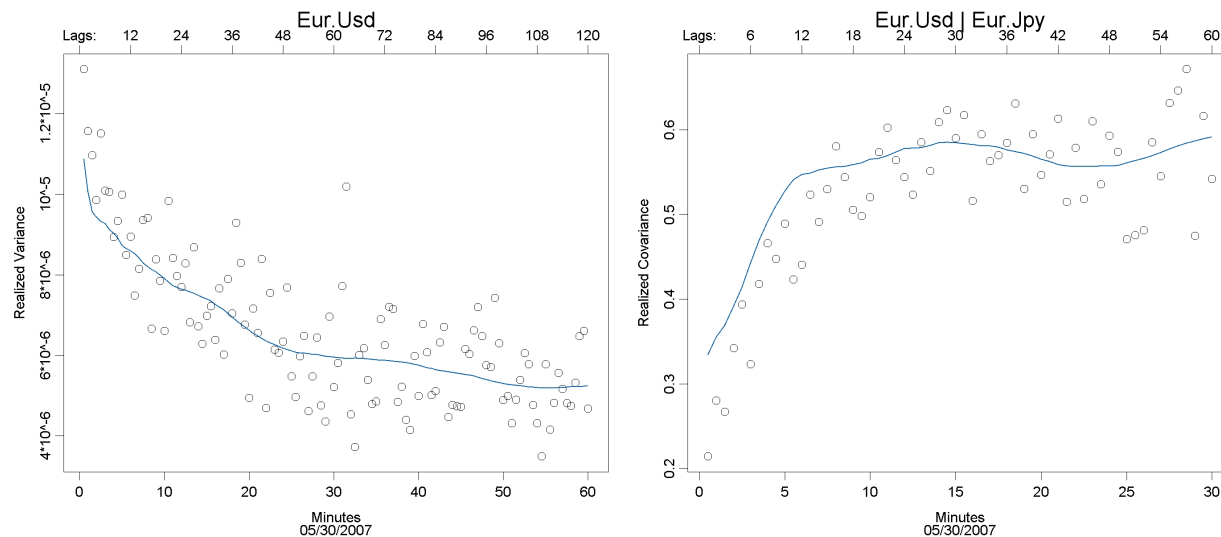 Eur.Usd
Lags: 12 24 36 48 60 72 84 96 108 120
Realized Variance
1.2*10^-5
10^-5
8*10^-6
6*10^-6
4*10^-6
0 10 20 30 40 50 60
Minutes
05/30/2007
Eur.Usd | Eur.Jpy
Lags: 6 12 18 24 30 36 42 48 54 60
Realized Covariance
0.6
0.5
0.4
0.3
0.2
0 5 10 15 20 25 30
Minutes
05/30/2007